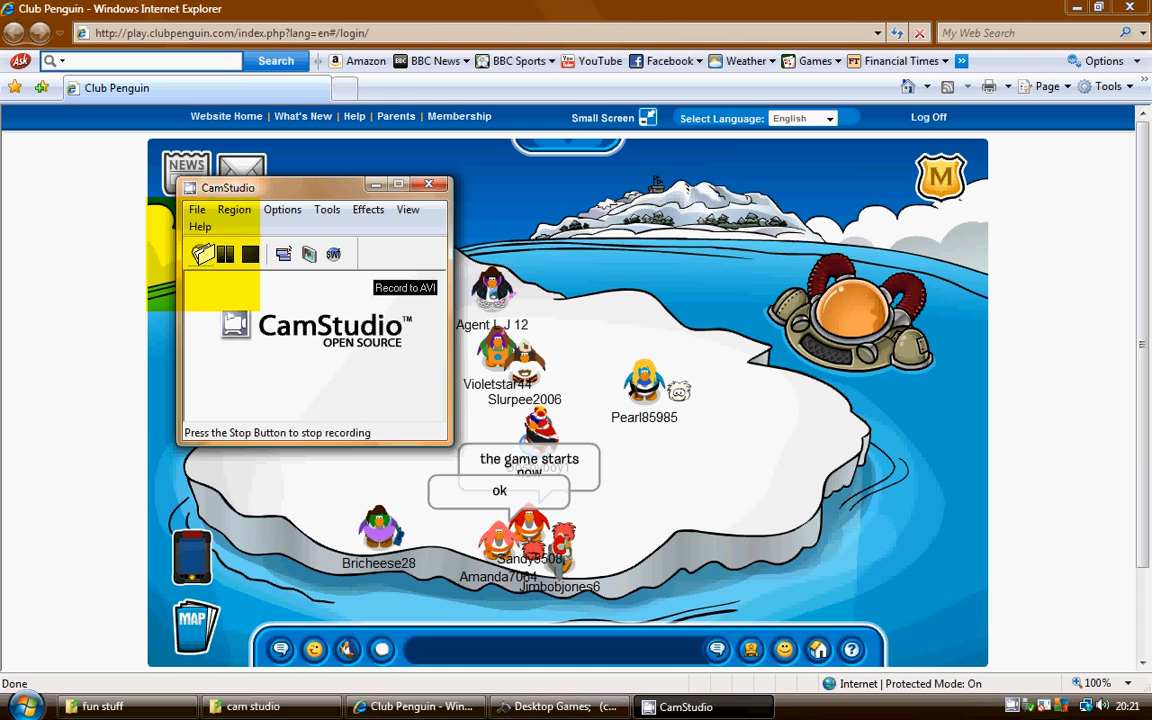 Club Penguin - Windows Internet Explorer
http://play.clubpenguin.com/index.php?lang=en#/login/
My Web Search
Ask
Search
Amazon
BBC News
BBC Sports
YouTube
Facebook
Weather
Games
FT Financial Times
Options
Club Penguin
Page
Tools
Website Home | What's New | Help | Parents | Membership
Small Screen
Select Language: English
Log Off
NEWS
M
CamStudio
File Region Options Tools Effects View
Help
Record to AVI
CamStudio™
OPEN SOURCE
Press the Stop Button to stop recording
Agent L J 12
Violetstar44
Slurpee2006
Pearl85985
the game starts
now
ok
Bricheese28
Amanda7064
Jimbobjones6
MAP
Done
Internet | Protected Mode: On
100%
fun stuff
cam studio
Club Penguin - Win...
Desktop Games; (c...
CamStudio
20:21